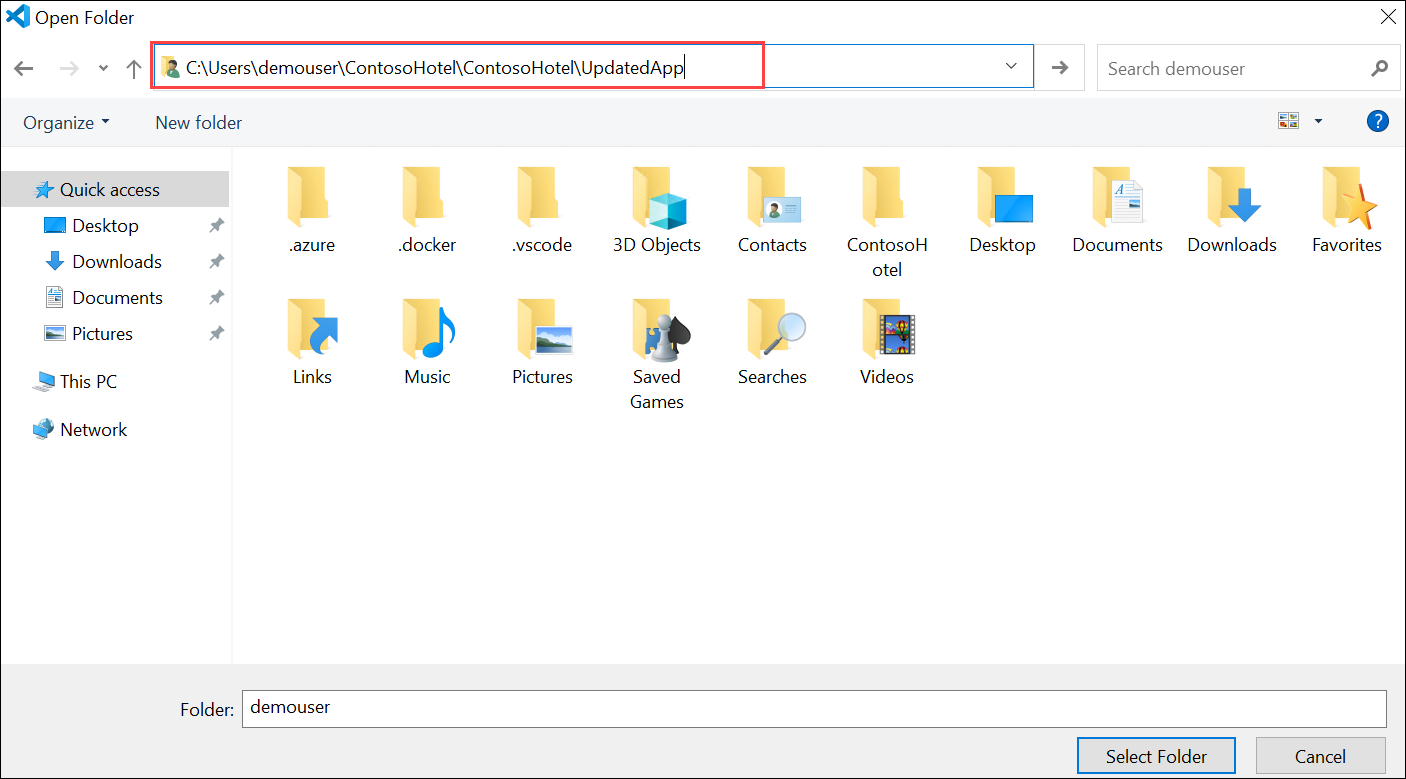 Open Folder
C:\Users\demouser\ContosoHotel\ContosoHotel\UpdatedApp
Search demouser
Organize
New folder
?
Quick access
Desktop
Downloads
Documents
Pictures
This PC
Network
.azure
.docker
.vscode
3D Objects
Contacts
ContosoH
otel
Desktop
Documents
Downloads
Favorites
Links
Music
Pictures
Saved
Games
Searches
Videos
Folder:
demouser
Select Folder
Cancel